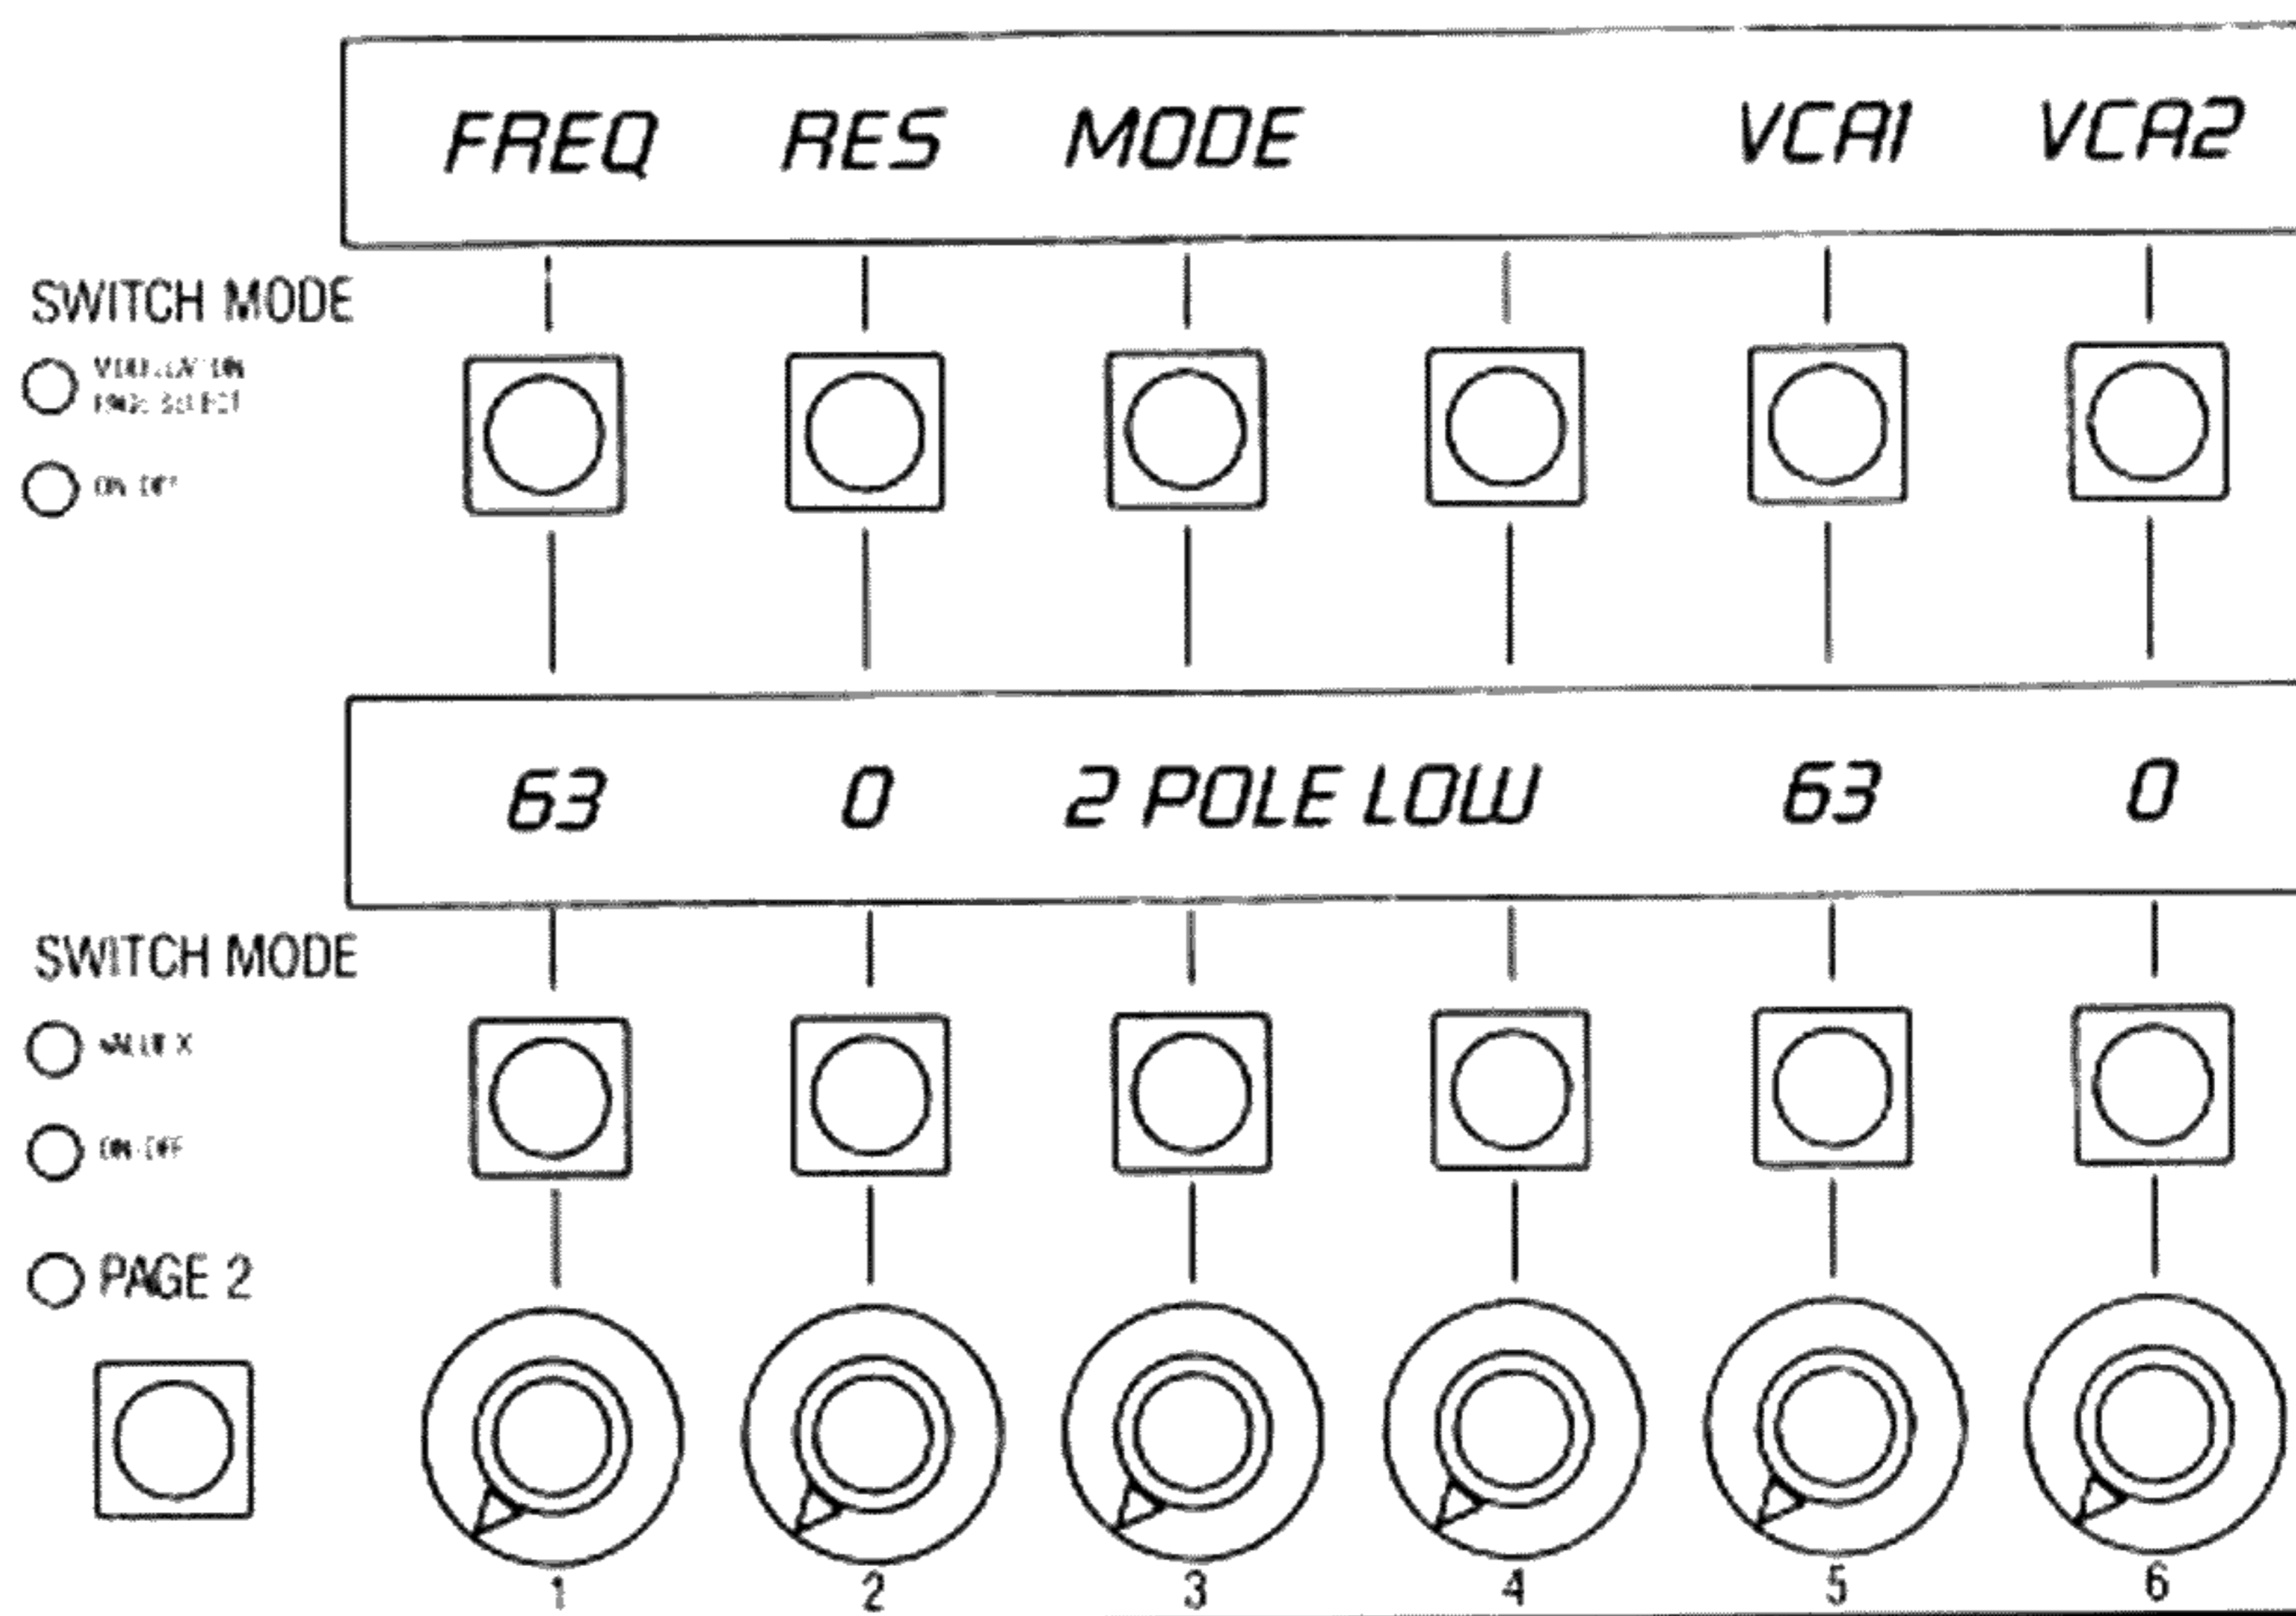 FREQ RES MODE VCA1 VCA2
SWITCH MODE
ON OFF
63 0 2 POLE LOW 63 0
SWITCH MODE
VALUE X
ON-OFF
PAGE 2
1 2 3 4 5 6